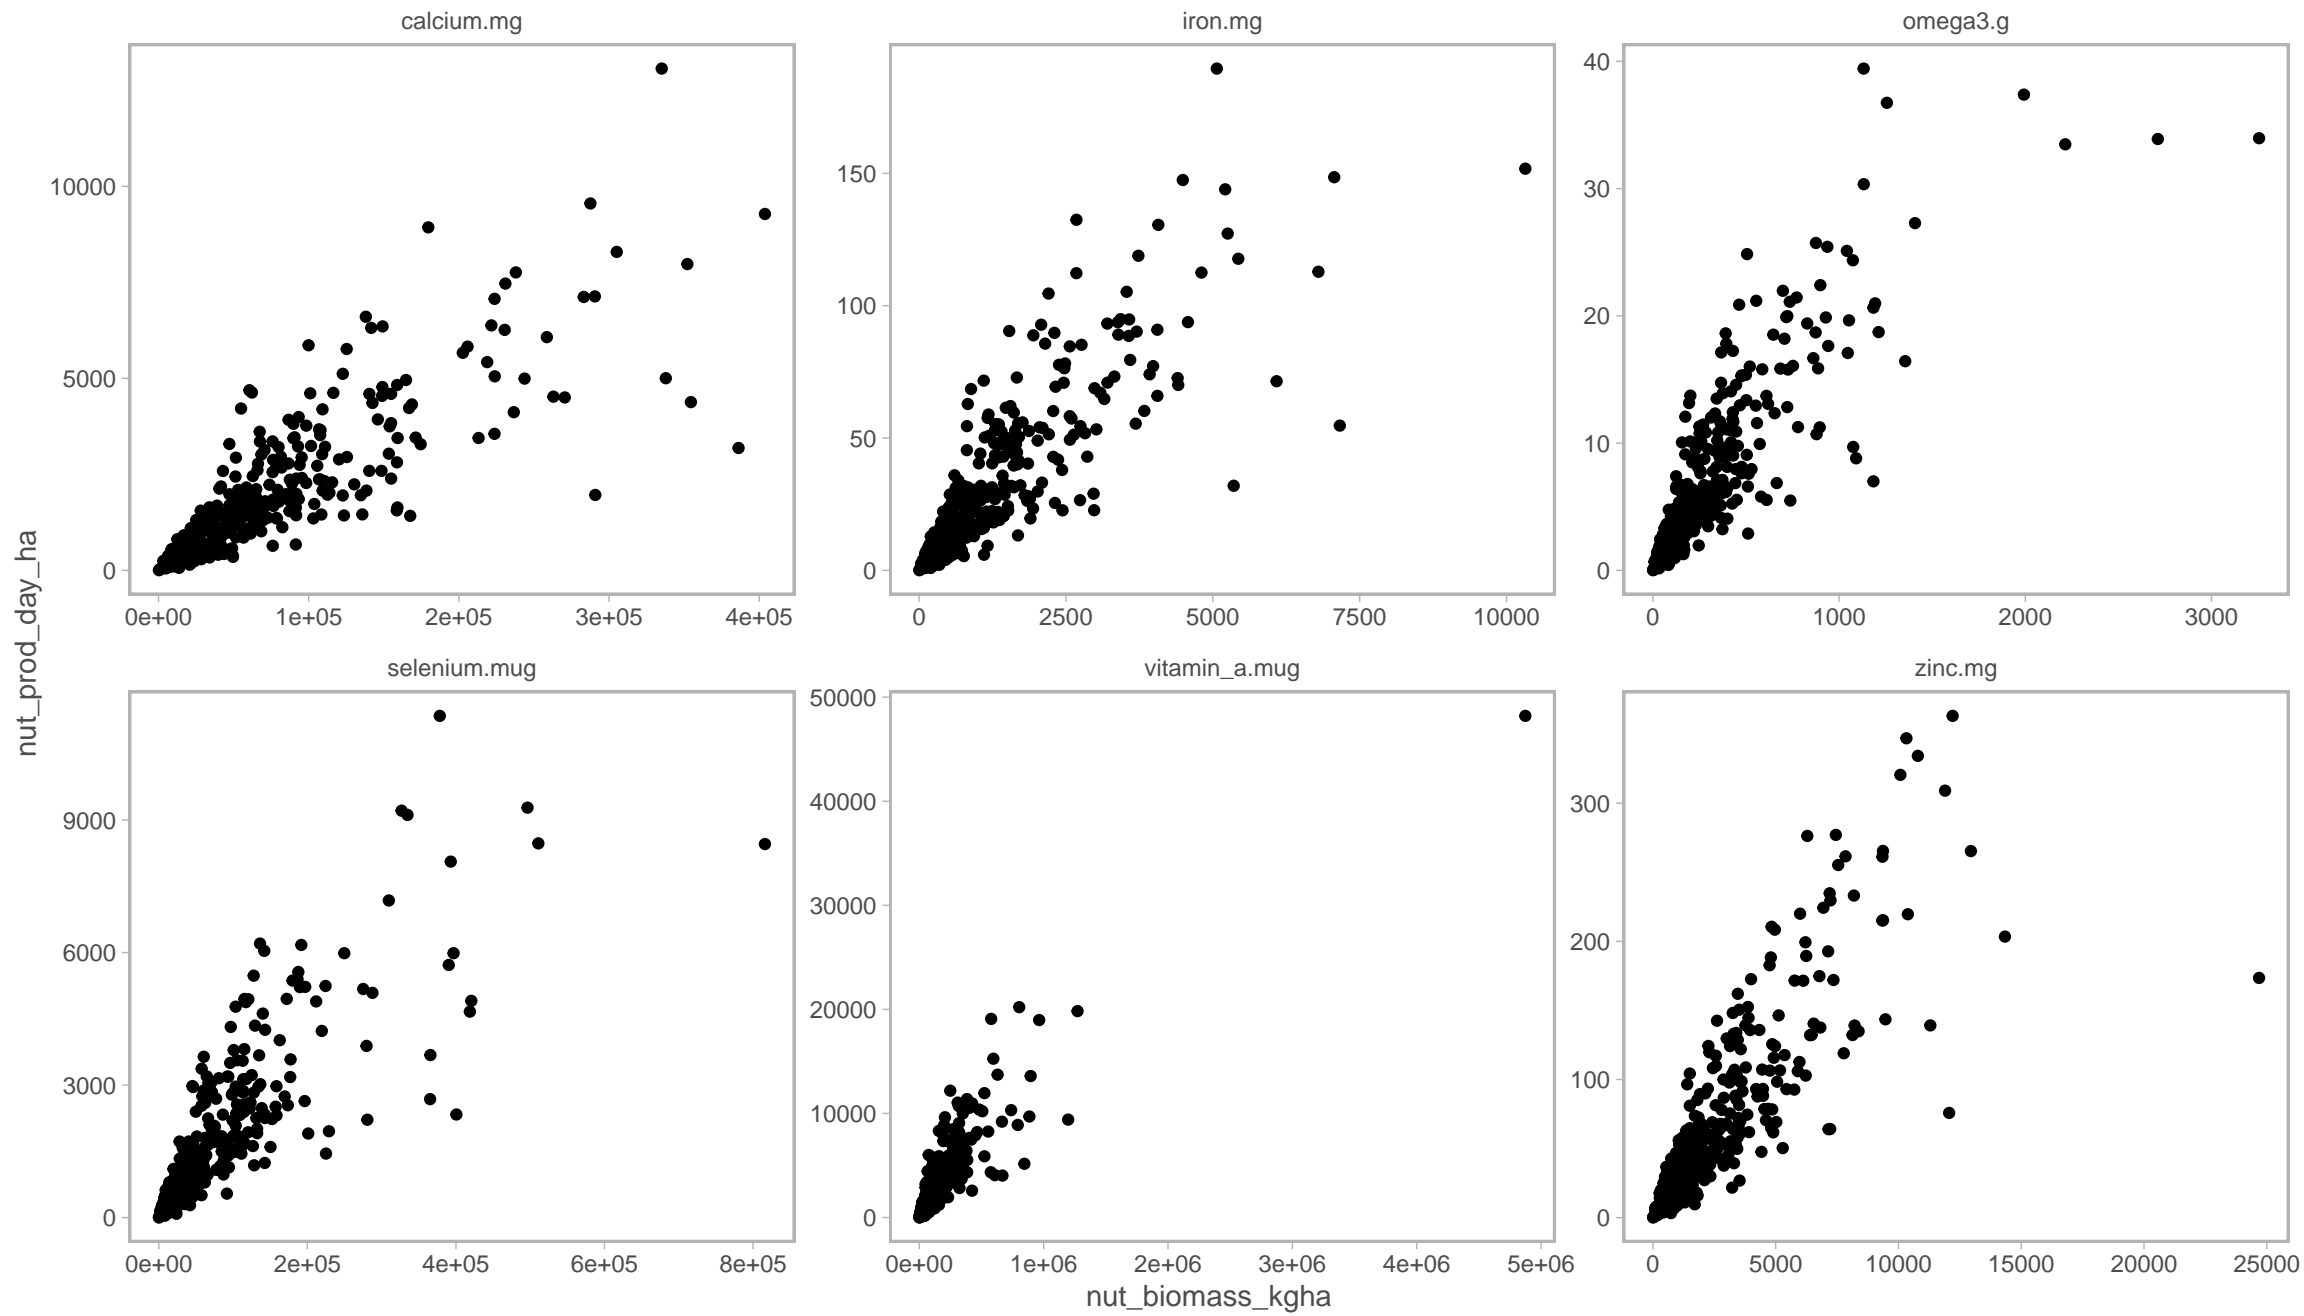 calcium.mg iron.mg omega3.g
10000
5000
0
0e+00 1e+05 2e+05 3e+05 4e+05
150
100
50
0
0 2500 5000 7500 10000
40
30
20
10
0
0 1000 2000 3000
nut_prod_day_ha
selenium.mug vitamin_a.mug zinc.mg
9000
6000
3000
0
0e+00 2e+05 4e+05 6e+05 8e+05
50000
40000
30000
20000
10000
0
0e+00 1e+06 2e+06 3e+06 4e+06 5e+06
300
200
100
0
0 5000 10000 15000 20000 25000
nut_biomass_kgha